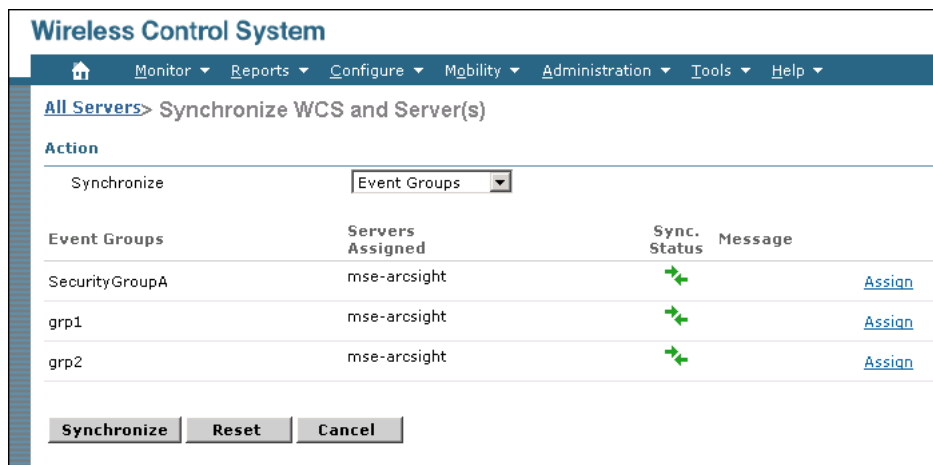 Wireless Control System
Monitor Reports Configure Mobility Administration Tools Help
All Servers> Synchronize WCS and Server(s)
Action
Synchronize Event Groups
Event Groups Servers Assigned Sync. Status Message
SecurityGroupA mse-arcsight Assign
grp1 mse-arcsight Assign
grp2 mse-arcsight Assign
Synchronize Reset Cancel